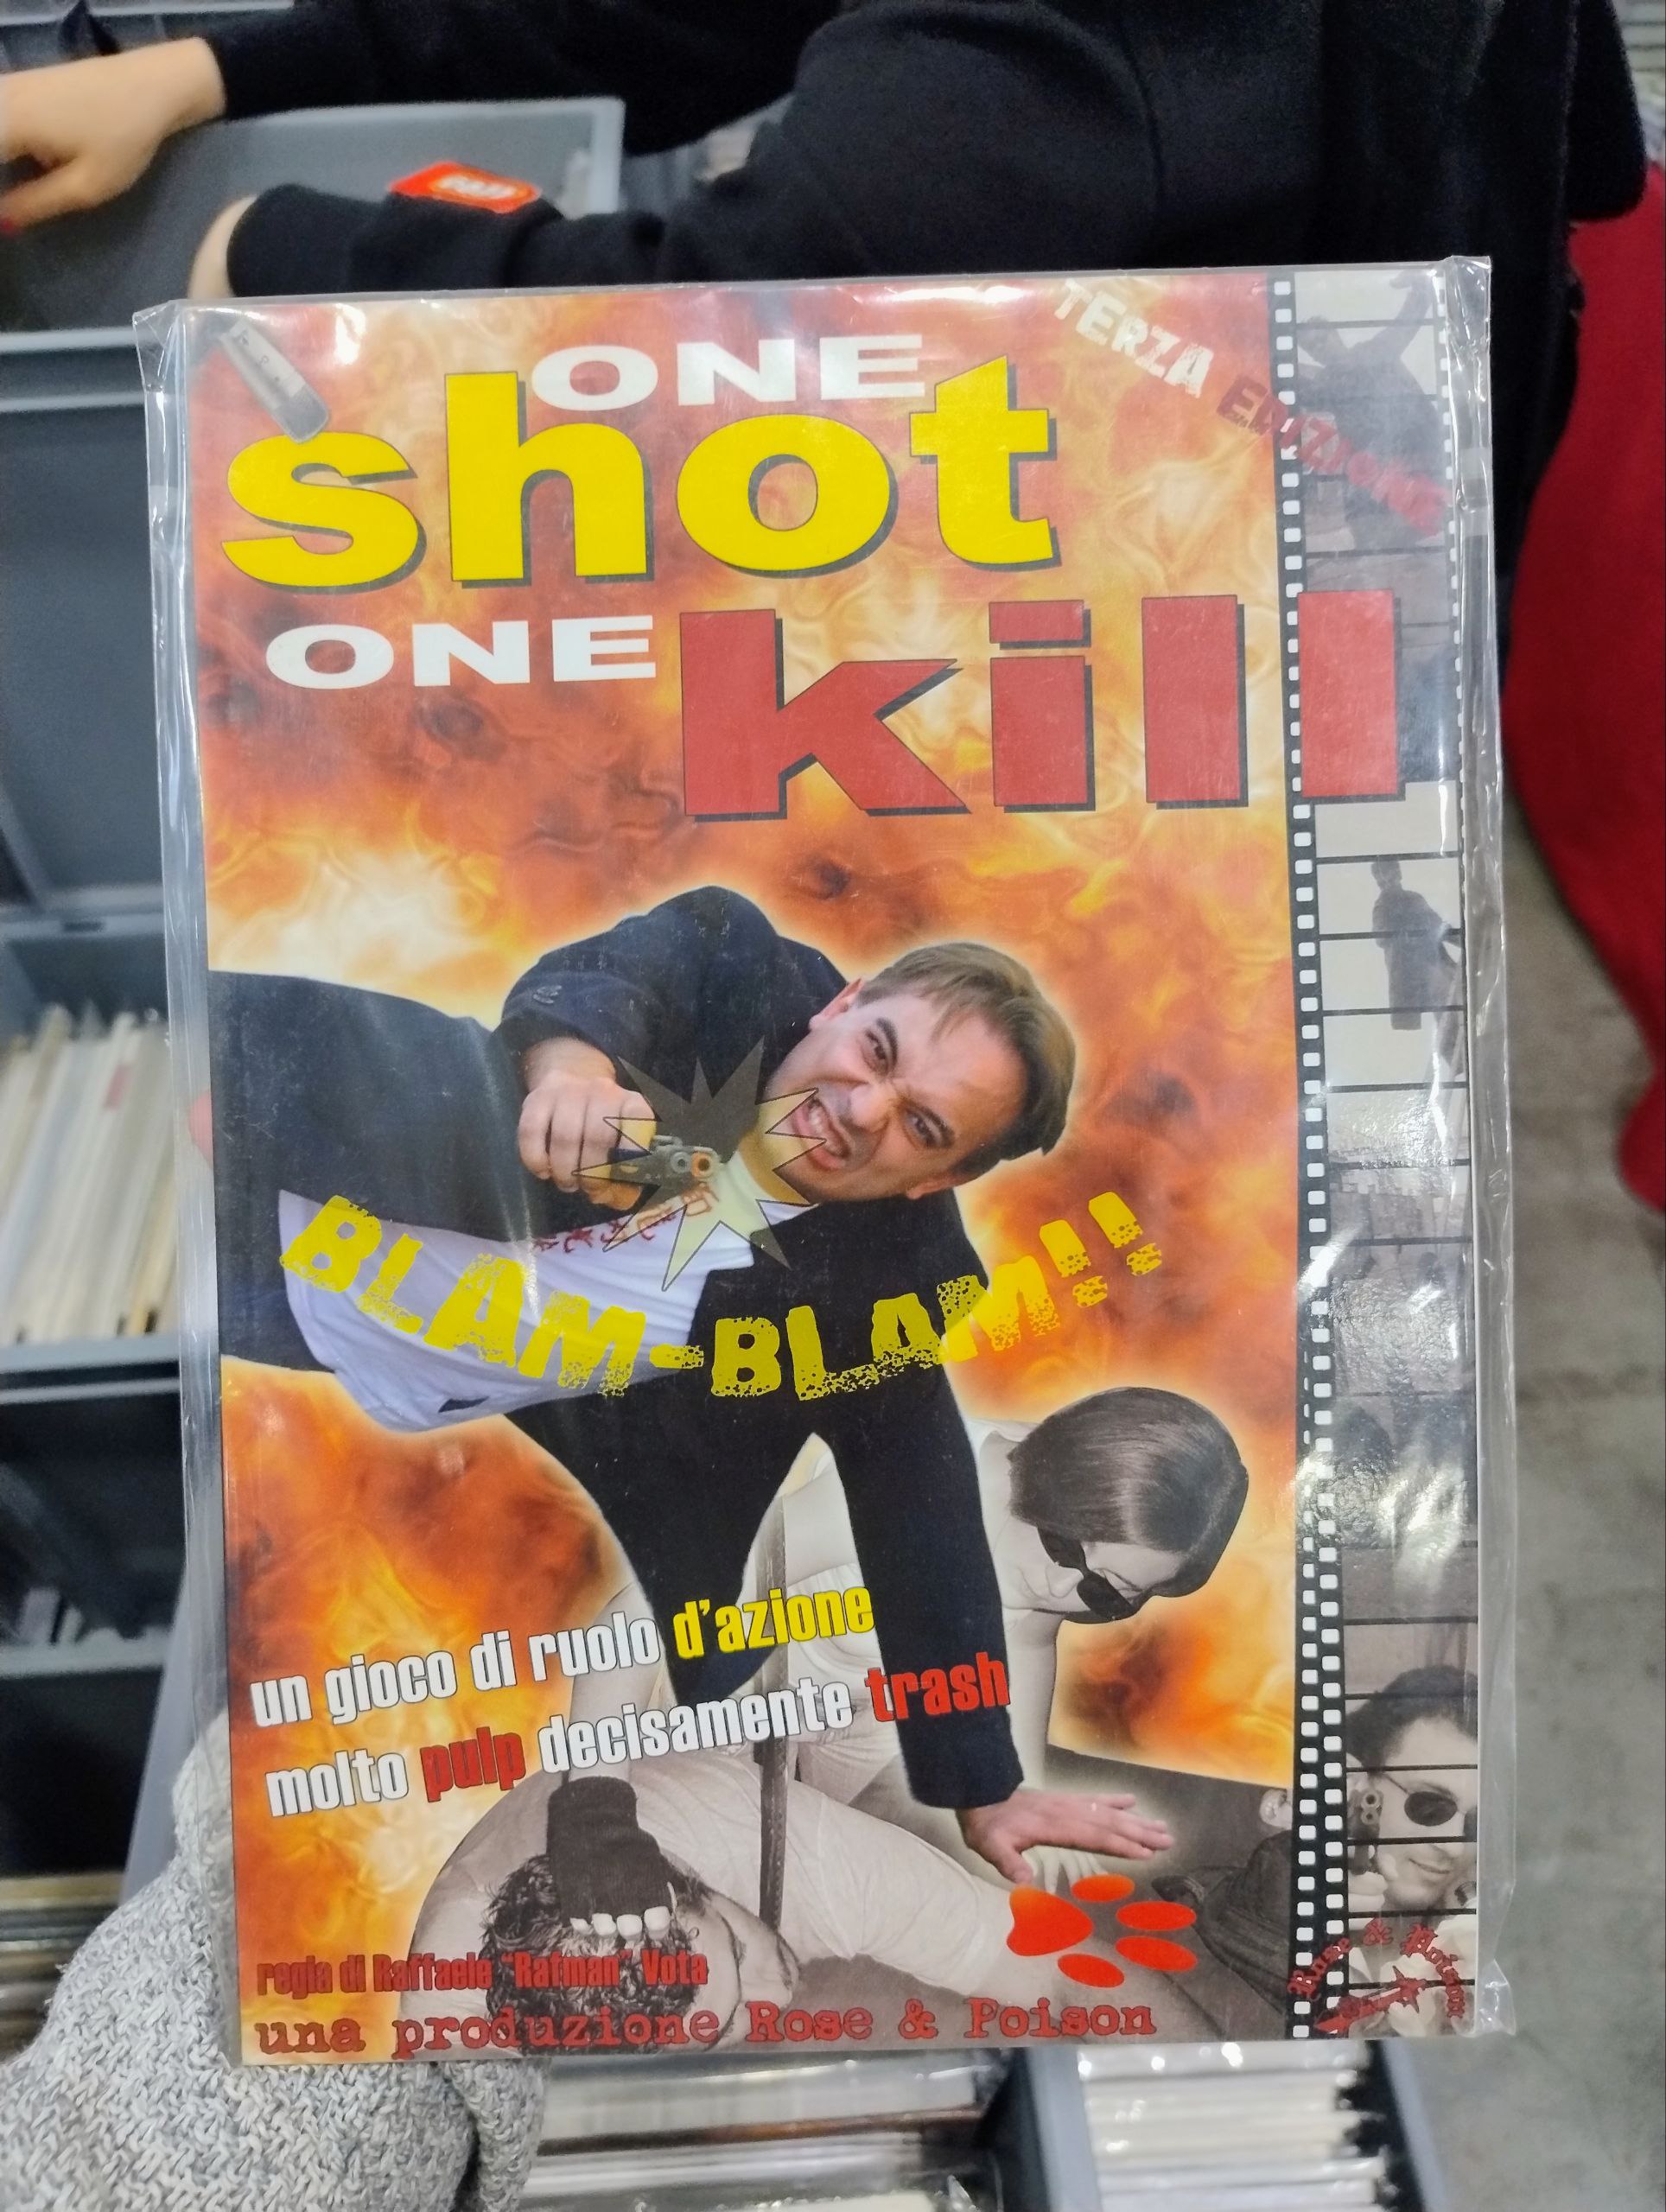 TERZA EDIZIONE
ONE
shot
ONE kill
BLAM-BLAM!!
un gioco di ruolo d'azione
molto pulp decisamente trash
regia di Raffaele "Rafman" Vota
una produzione Rose & Poison
Rose & Poison